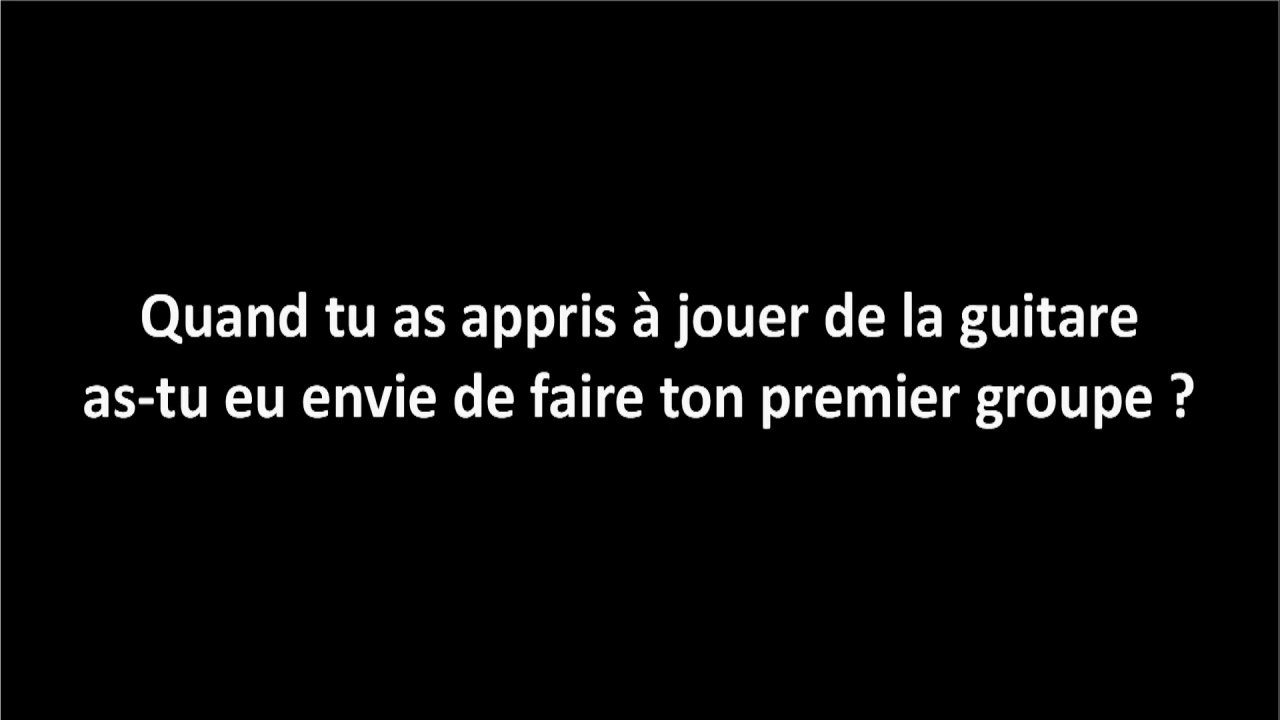 Quand tu as appris à jouer de la guitare
as-tu eu envie de faire ton premier groupe ?